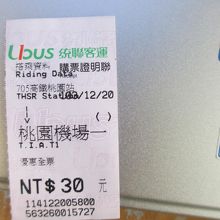 Ubus 統聯客運
搭乘資料 購票證明聯
Riding Data
705高鐵桃園站
THSR Station 103/12/20
↓ ( )
桃園機場一
T.I.A.T1
優惠全票
NT$30 元
114122005800
563260015727